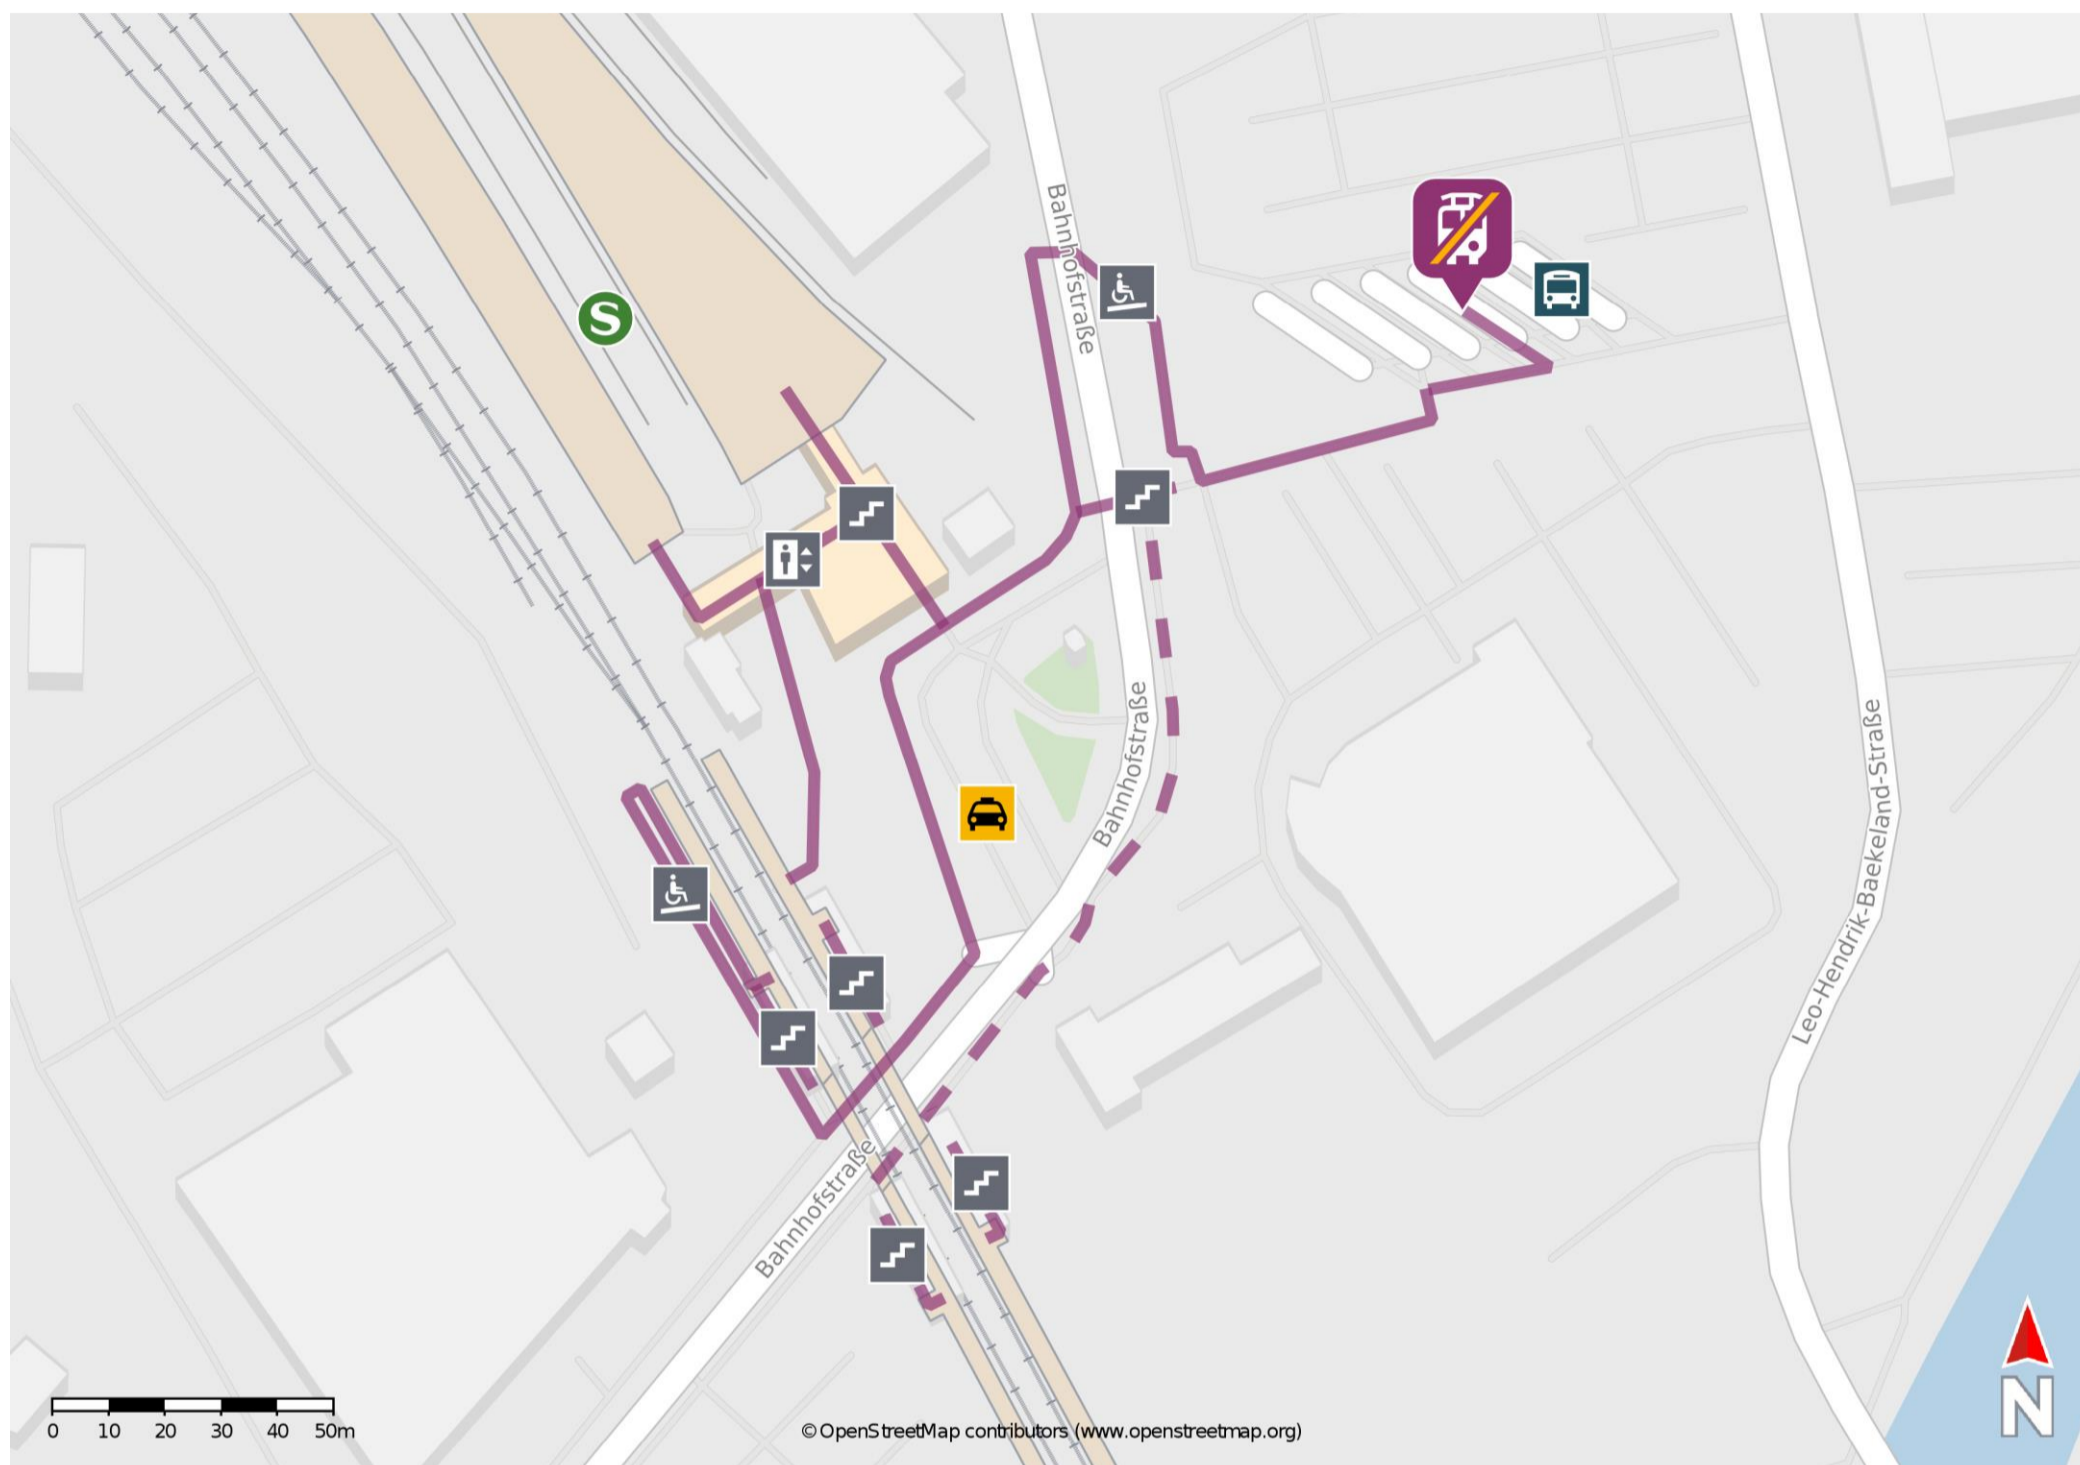 Bahnhofstraße
S
Bahnhofstraße
Leo-Hendrik-Baekeland-Straße
Bahnhofstraße
N
0 10 20 30 40 50m
© OpenStreetMap contributors (www.openstreetmap.org)